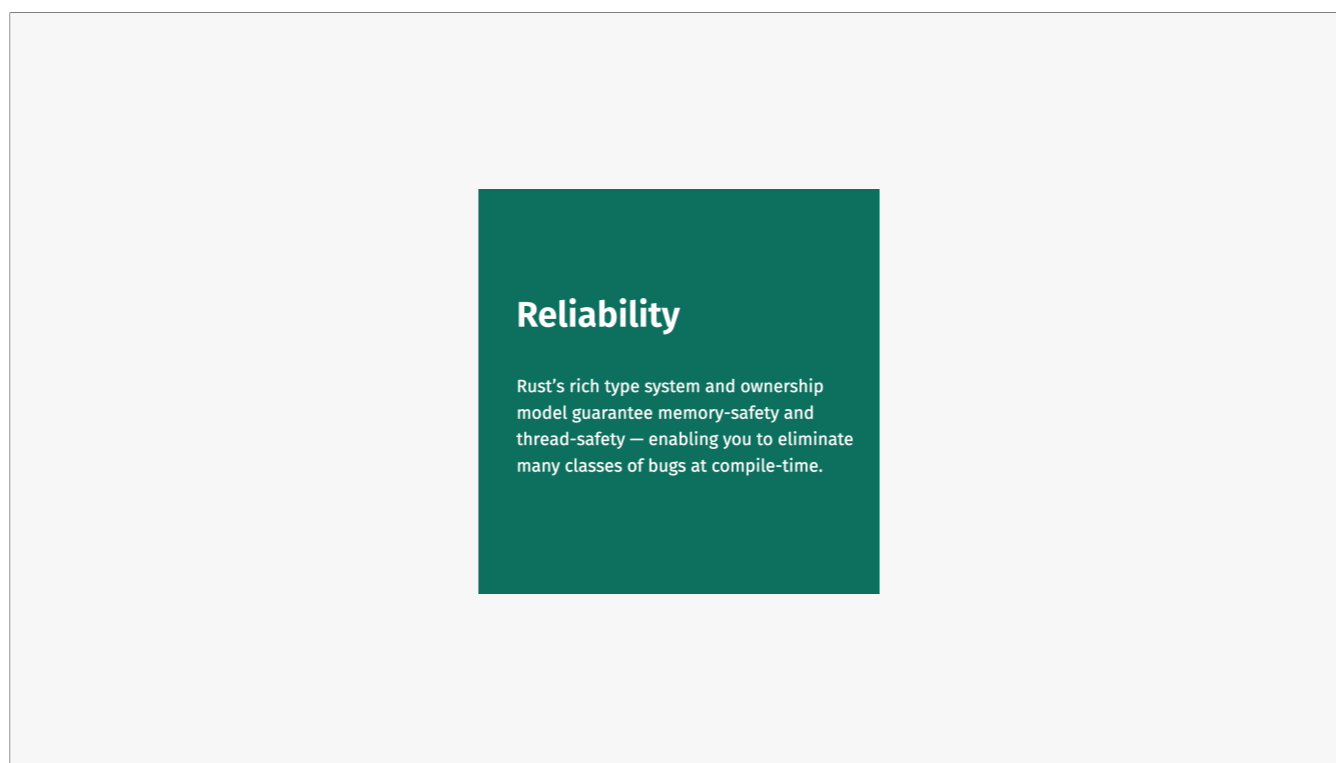 Reliability
Rust’s rich type system and ownership
model guarantee memory-safety and
thread-safety — enabling you to eliminate
many classes of bugs at compile-time.